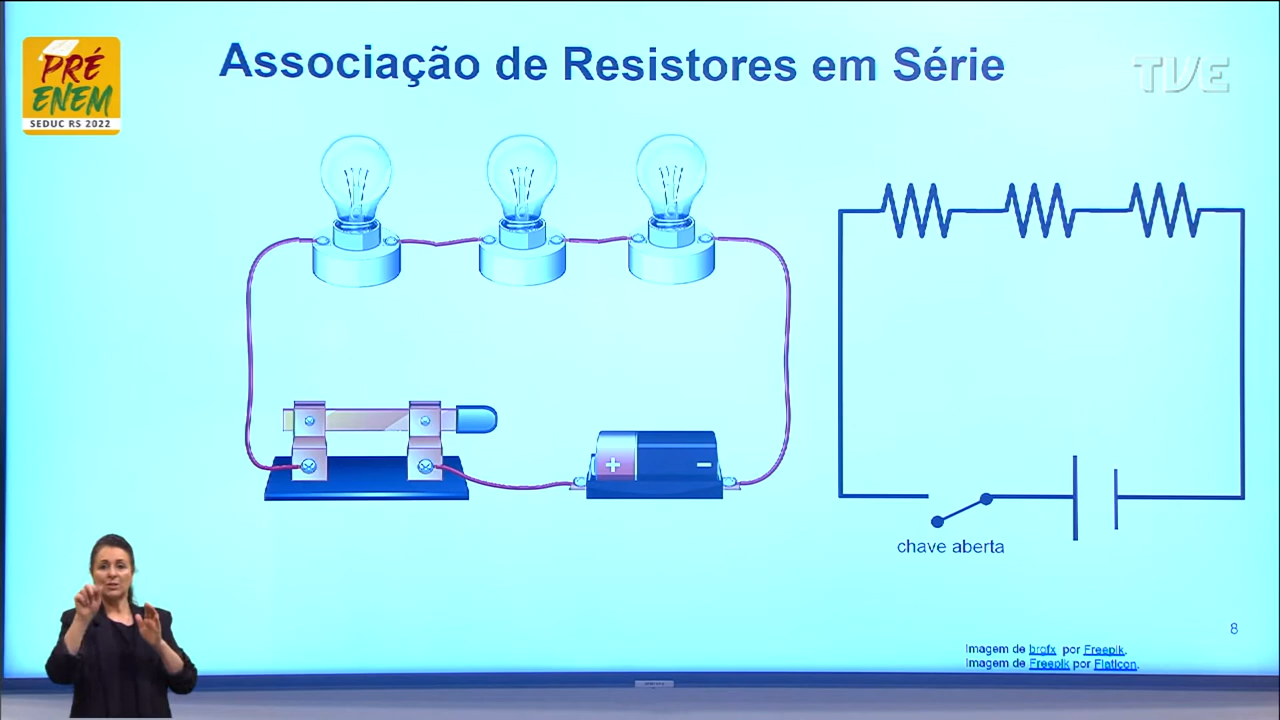 PRÉ
ENEM
SEDUC RS 2022
Associação de Resistores em Série
TVE
+
-
chave aberta
8
Imagem de brgfx por Freepik.
Imagem de Freepik por Flaticon.